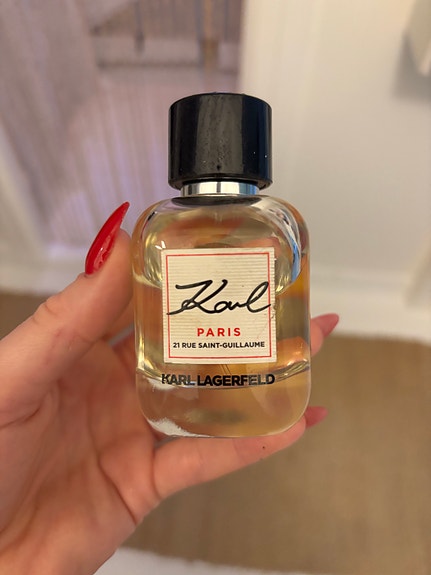 Karl
PARIS
21 RUE SAINT-GUILLAUME
KARL LAGERFELD